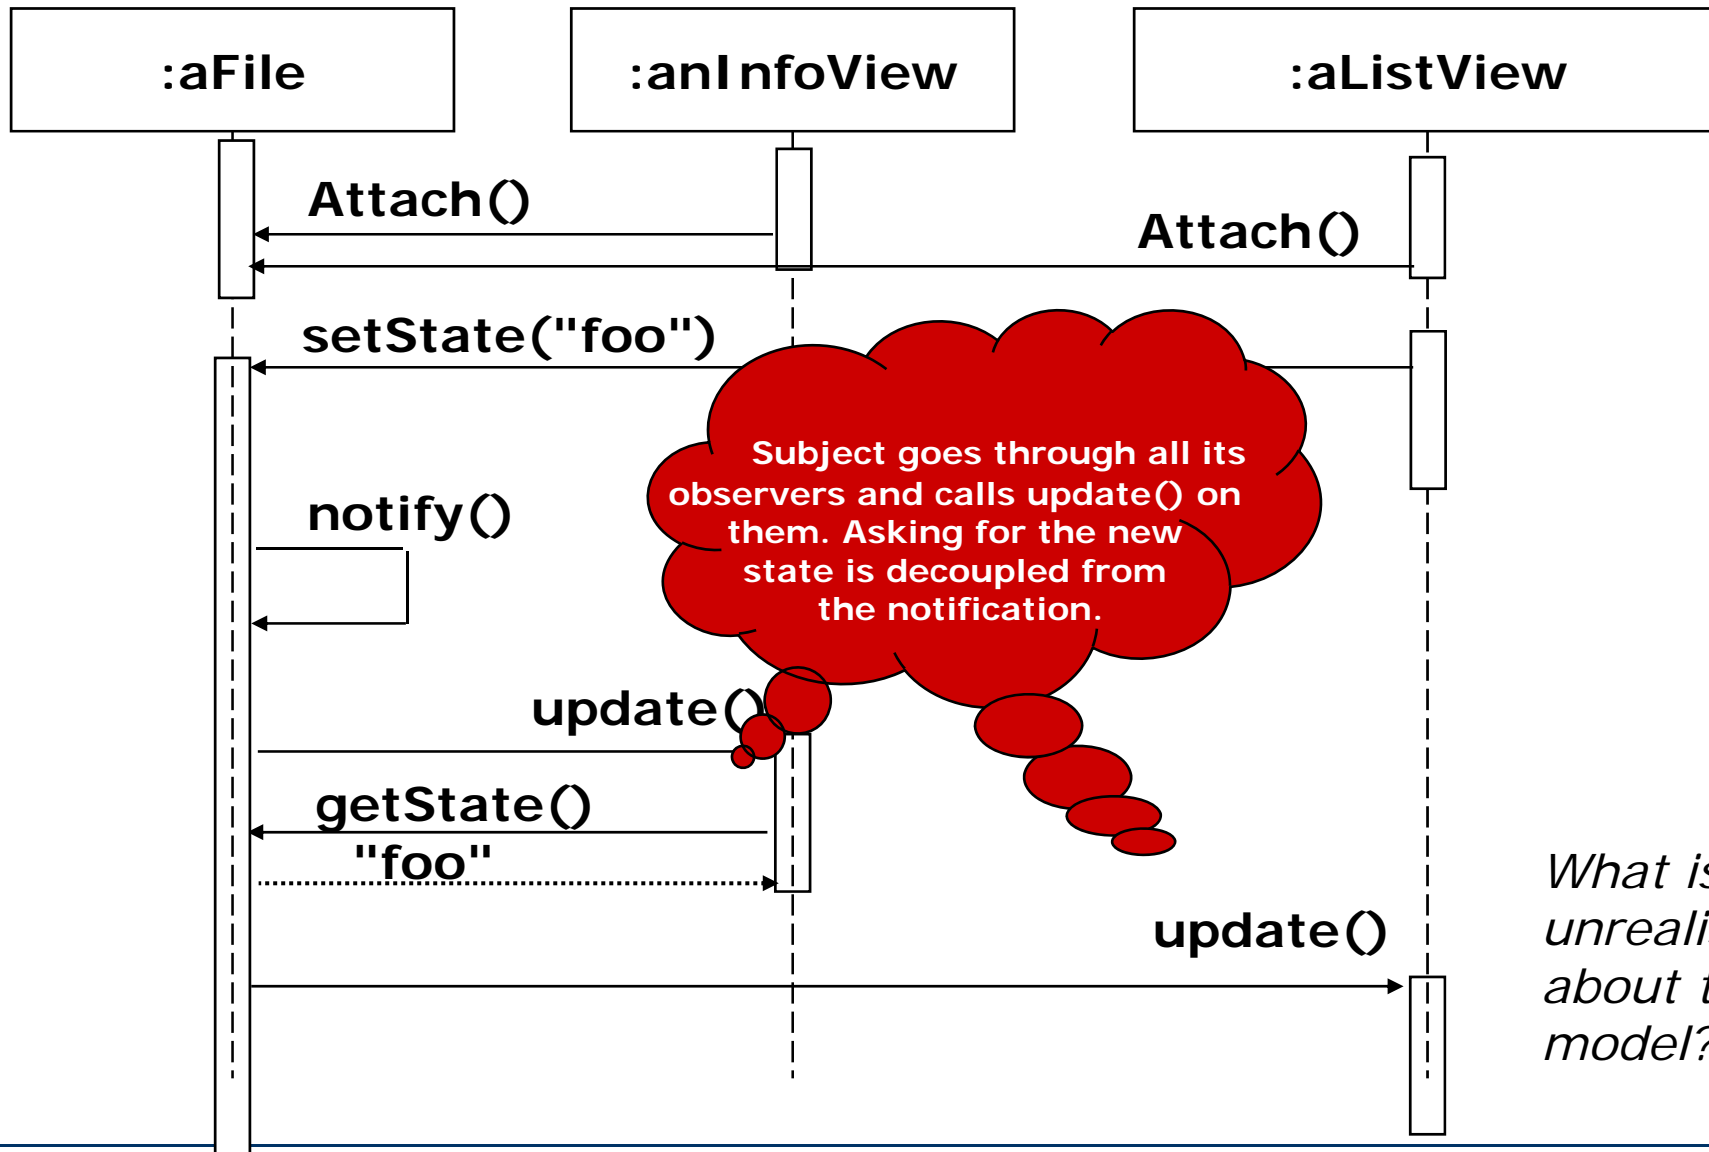 :aFile
:anInfoView
:aListView
Attach()
Attach()
setState("foo")
Subject goes through all its
observers and calls update() on
them. Asking for the new
state is decoupled from
the notification.
notify()
update()
getState()
"foo"
update()
What
about
model?